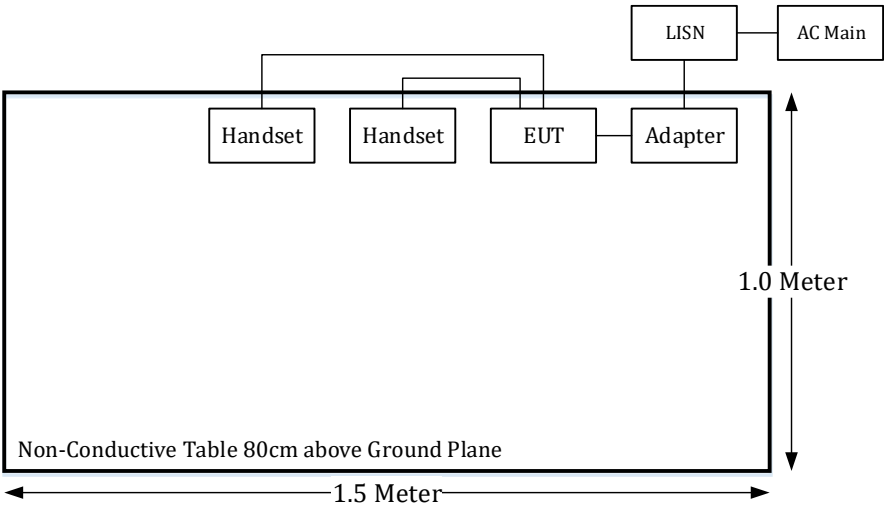 LISN
AC Main
Handset
Handset
EUT
Adapter
1.0 Meter
Non-Conductive Table 80cm above Ground Plane
1.5 Meter